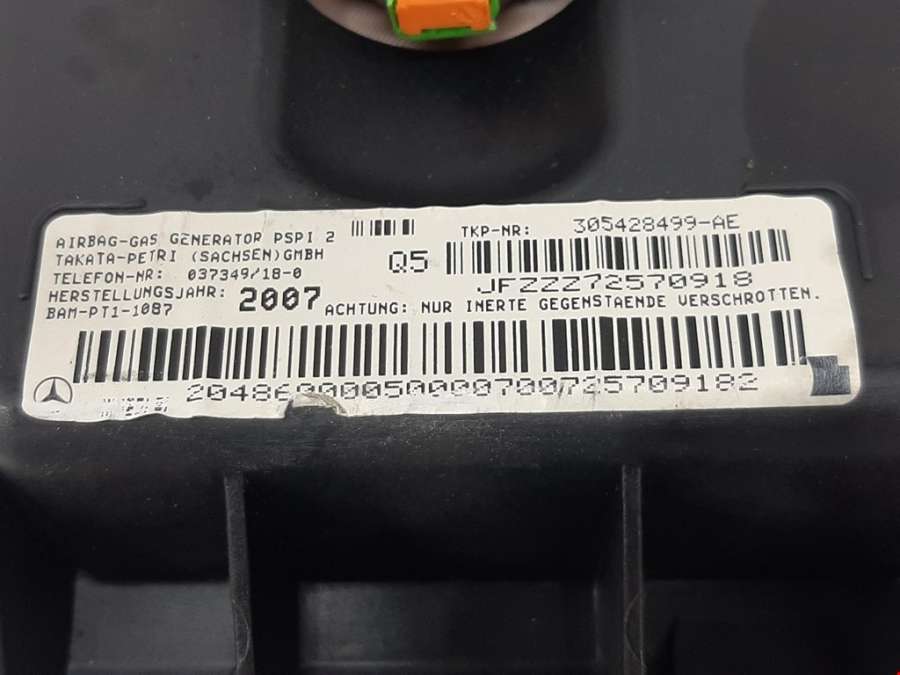 AIRBAG-GAS GENERATOR PSPI 2
TAKATA-PETRI (SACHSEN)GMBH
TELEFON-NR: 037349/18-0
HERSTELLUNGSJAHR: 2007
BAM-PT1-1087
Q5
TKP-NR: 305428499-AE
JFZZZ72570918
ACHTUNG: NUR INERTE GEGENSTAENDE VERSCHROTTEN.
20486000050000700725709182